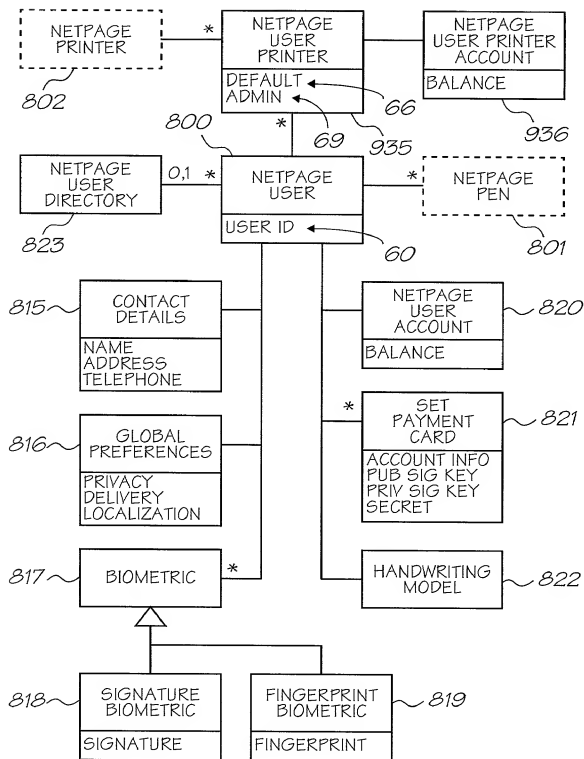 NETPAGE
PRINTER
802
*
NETPAGE
USER
PRINTER
DEFAULT
ADMIN
66
69
935
NETPAGE
USER PRINTER
ACCOUNT
BALANCE
936
*
800
NETPAGE
USER
DIRECTORY
823
0,1
*
NETPAGE
USER
USER ID
60
*
NETPAGE
PEN
801
815
CONTACT
DETAILS
NAME
ADDRESS
TELEPHONE
NETPAGE
USER
ACCOUNT
BALANCE
820
816
GLOBAL
PREFERENCES
PRIVACY
DELIVERY
LOCALIZATION
*
SET
PAYMENT
CARD
ACCOUNT INFO
PUB SIG KEY
PRIV SIG KEY
SECRET
821
817
BIOMETRIC
*
HANDWRITING
MODEL
822
818
SIGNATURE
BIOMETRIC
SIGNATURE
FINGERPRINT
BIOMETRIC
FINGERPRINT
819